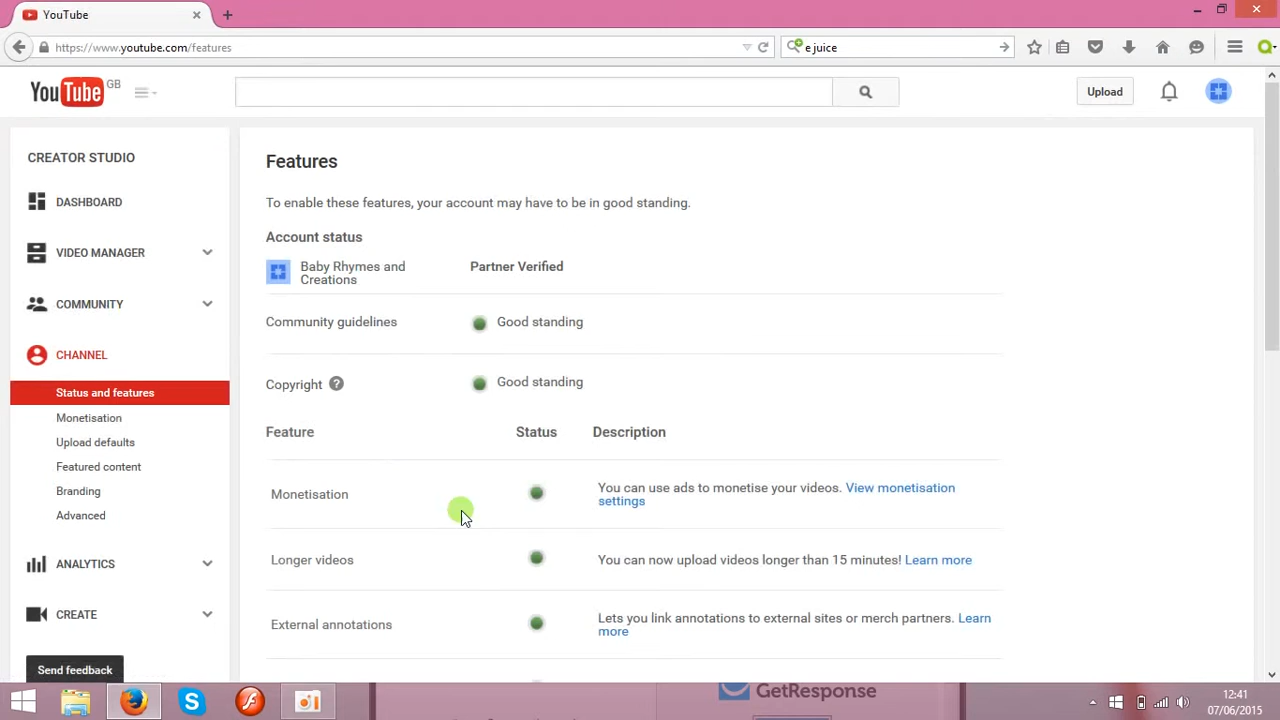 YouTube
https://www.youtube.com/features
e juice
YouTube GB
Upload
CREATOR STUDIO
DASHBOARD
VIDEO MANAGER
COMMUNITY
CHANNEL
Status and features
Monetisation
Upload defaults
Featured content
Branding
Advanced
ANALYTICS
CREATE
Send feedback
Features
To enable these features, your account may have to be in good standing.
Account status
Baby Rhymes and
Creations
Partner Verified
Community guidelines
Good standing
Copyright ?
Good standing
Feature Status Description
Monetisation
You can use ads to monetise your videos. View monetisation
settings
Longer videos
You can now upload videos longer than 15 minutes! Learn more
External annotations
Lets you link annotations to external sites or merch partners. Learn
more
GetResponse
12:41
07/06/2015